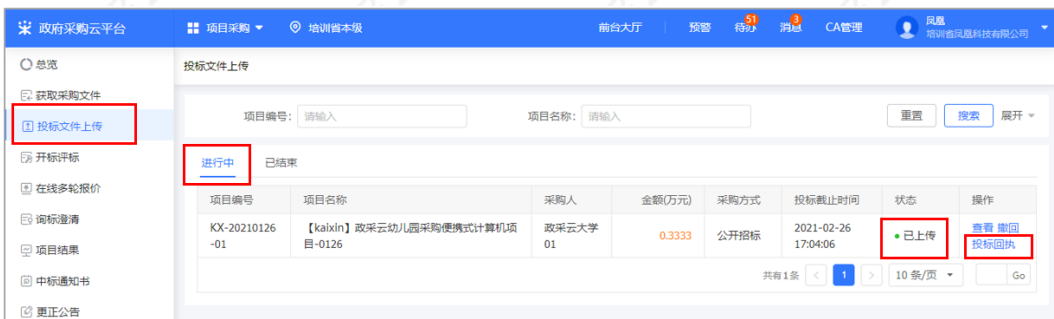 政府采购云平台
项目采购
培训省本级
前台大厅
预警
待办
51
消息
3
CA管理
凤凰
培训省凤凰科技有限公司
总览
获取采购文件
投标文件上传
开标评标
在线多轮报价
询标澄清
项目结果
中标通知书
更正公告
投标文件上传
项目编号： 请输入
项目名称： 请输入
重置
搜索
展开
进行中
已结束
项目编号 项目名称 采购人 金额(万元) 采购方式 投标截止时间 状态 操作
KX-20210126 【kaixin】政采云幼儿园采购便携式计算机项 政采云大学 0.3333 公开招标 2021-02-26 已上传 查看 撤回
-01 目-0126 01 17:04:06 投标回执
共有1条 < 1 > 10 条/页 Go